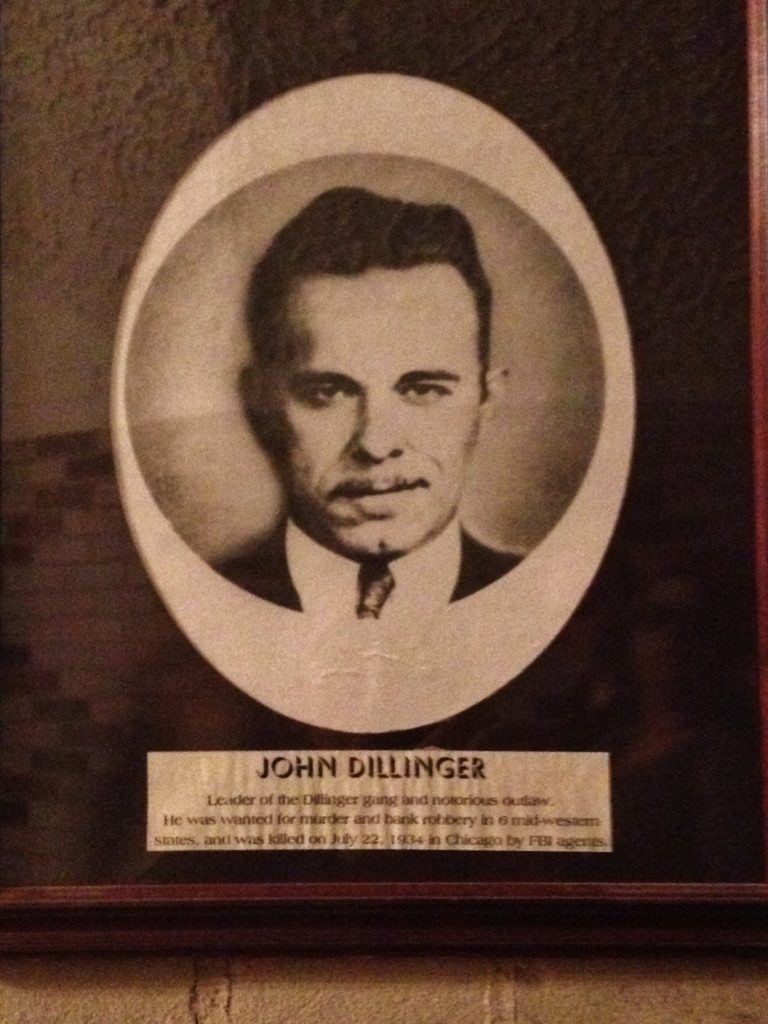 JOHN DILLINGER
Leader of the Dillinger gang and notorious outlaw.
He was wanted for murder and bank robbery in 6 mid-western
states, and was killed on July 22, 1934 in Chicago by FBI agents.